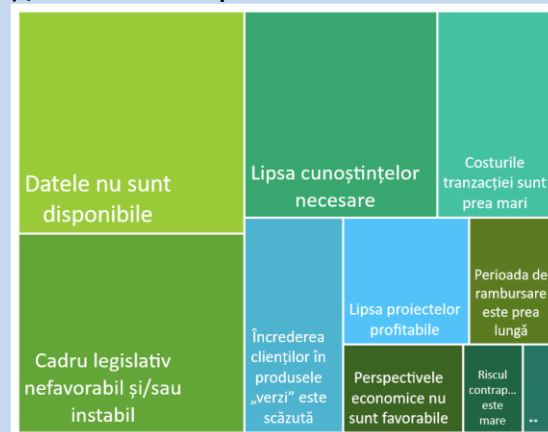 Datele nu sunt
disponibile
Cadru legislativ
nefavorabil și/sau
instabil
Lipsa cunoștințelor
necesare
Costurile
tranzacției sunt
prea mari
Încrederea
clienților în
produsele
„verzi” este
scăzută
Lipsa proiectelor
profitabile
Perioada de
rambursare
este prea
lungă
Perspectivele
economice nu
sunt favorabile
Riscul
contrap...
este
mare
..